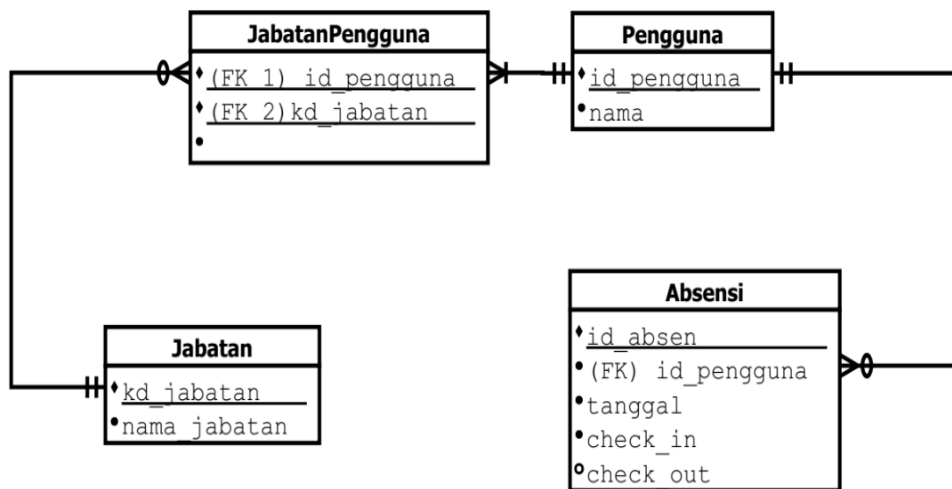 JabatanPengguna
(FK 1) id_pengguna
(FK 2)kd_jabatan
Pengguna
id_pengguna
nama
Jabatan
kd_jabatan
nama_jabatan
Absensi
id_absen
(FK) id_pengguna
tanggal
check_in
check_out